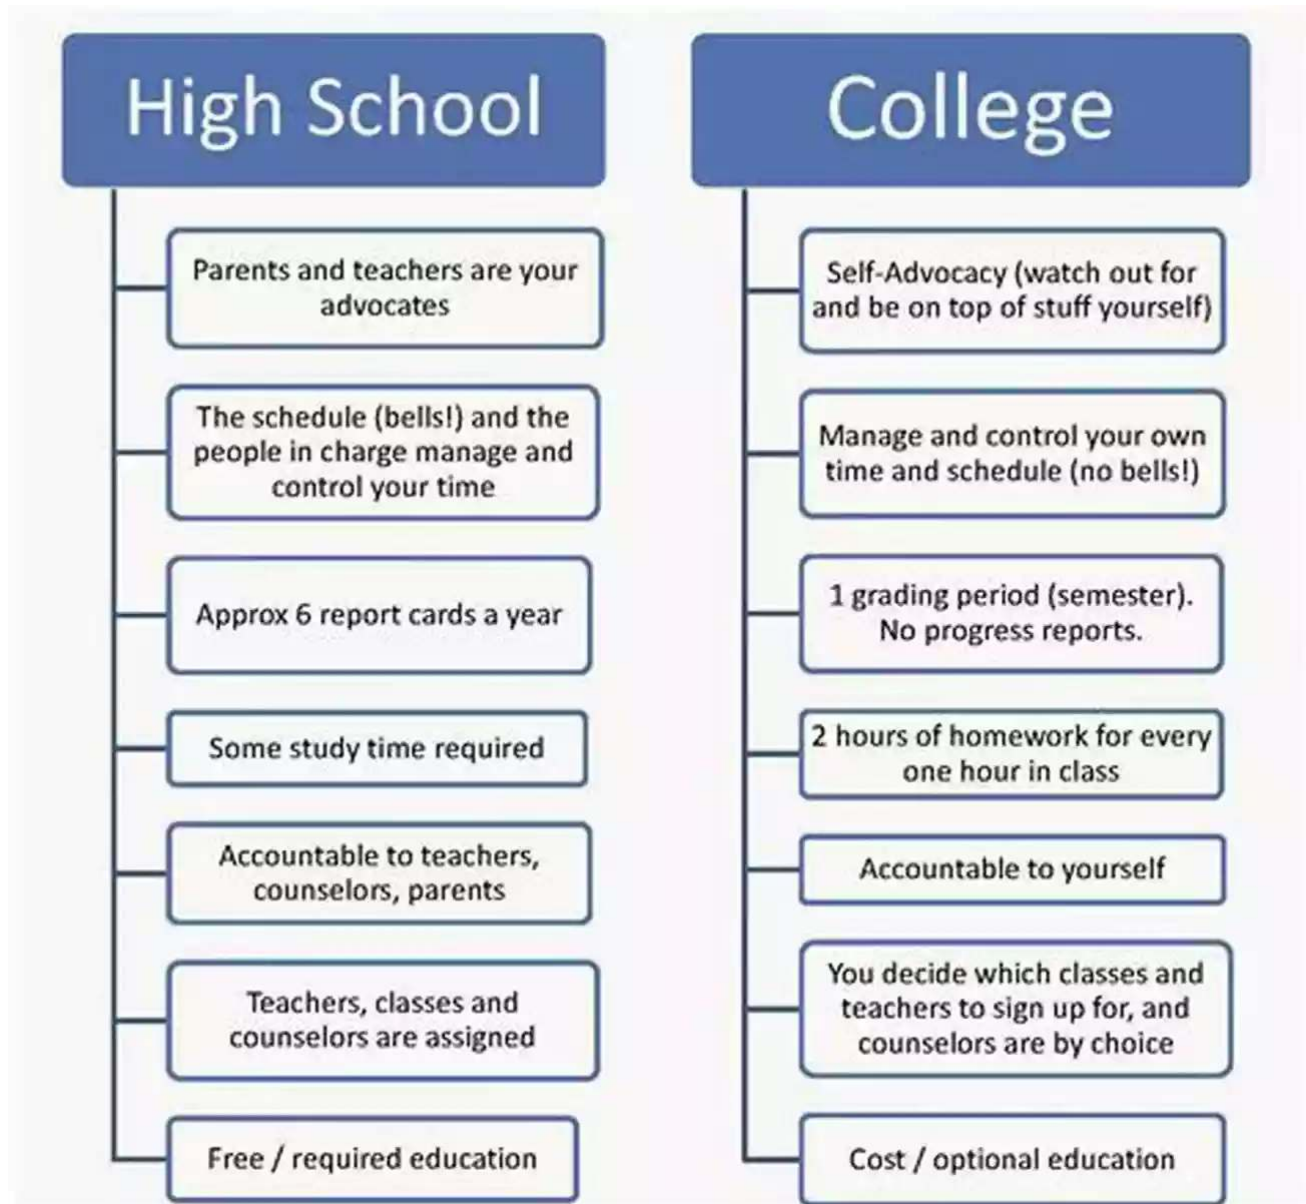 High School
Parents and teachers are your
advocates
The schedule (bells!) and the
people in charge manage and
control your time
Approx 6 report cards a year
Some study time required
Accountable to teachers,
counselors, parents
Teachers, classes and
counselors are assigned
Free / required education
College
Self-Advocacy (watch out for
and be on top of stuff yourself)
Manage and control your own
time and schedule (no bells!)
1 grading period (semester).
No progress reports.
2 hours of homework for every
one hour in class
Accountable to yourself
You decide which classes and
teachers to sign up for, and
counselors are by choice
Cost / optional education